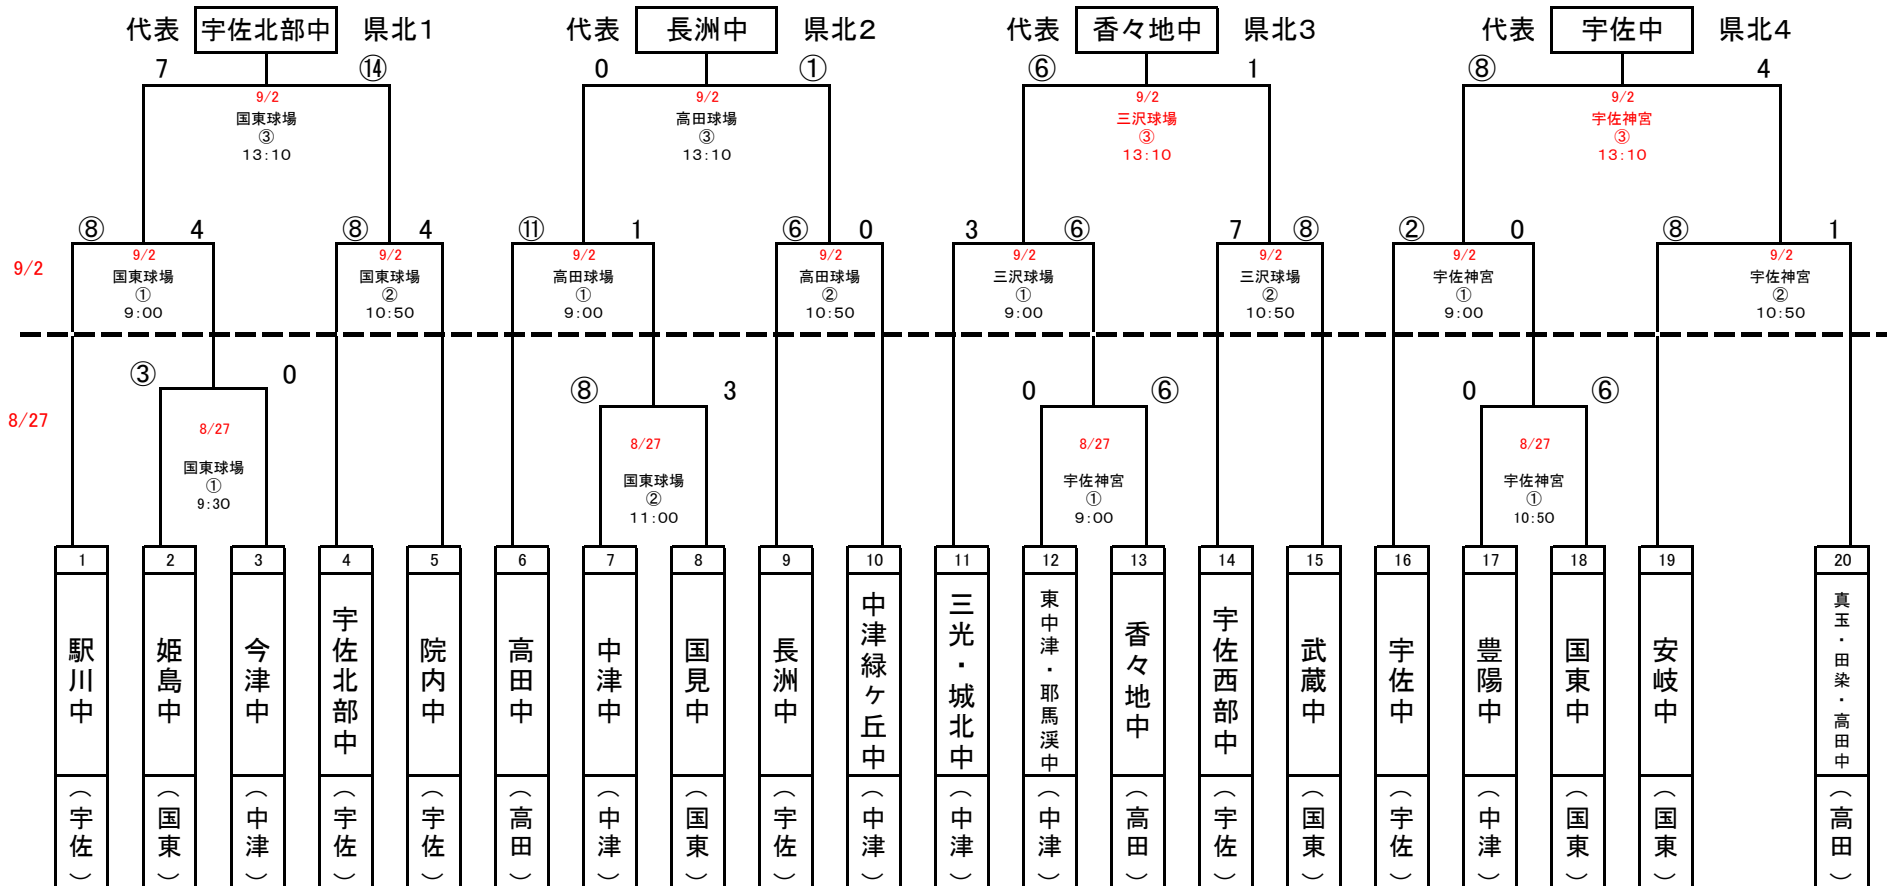 代表 宇佐北部中 県北1 代表 長洲中 県北2 代表 香々地中 県北3 代表 宇佐中 県北4
7 ⑭ 0 ① ⑥ 1 ⑧ 4
9/2 9/2 9/2 9/2
国東球場 高田球場 三沢球場 宇佐神宮
③ ③ ③ ③
13:10 13:10 13:10 13:10
⑧ 4 ⑧ 4 ⑪ 1 ⑥ 0 3 ⑥ 7 ⑧ ② 0 ⑧ 1
9/2 9/2 9/2 9/2 9/2 9/2 9/2 9/2 9/2
国東球場 国東球場 高田球場 高田球場 三沢球場 三沢球場 宇佐神宮 宇佐神宮
① ② ① ② ① ② ① ②
9:00 10:50 9:00 10:50 9:00 10:50 9:00 10:50
③ 0 ⑧ 3 0 ⑥ 0 ⑥
8/27
8/27 8/27 8/27 8/27
国東球場 国東球場 宇佐神宮 宇佐神宮
① ② ① ①
9:30 11:00 9:00 10:50
1 2 3 4 5 6 7 8 9 10 11 12 13 14 15 16 17 18 19 20
駅川中
姫島中
今津中
宇佐北部中
院内中
高田中
中津中
国見中
長洲中
中津緑ヶ丘中
三光・城北中
東中津・耶馬渓中
香々地中
宇佐西部中
武蔵中
宇佐中
豊陽中
国東中
安岐中
真玉・田染・高田中
(宇佐) (国東) (中津) (宇佐) (宇佐) (高田) (中津) (国東) (宇佐) (中津) (中津) (中津) (高田) (宇佐) (国東) (宇佐) (中津) (国東) (国東) (高田)